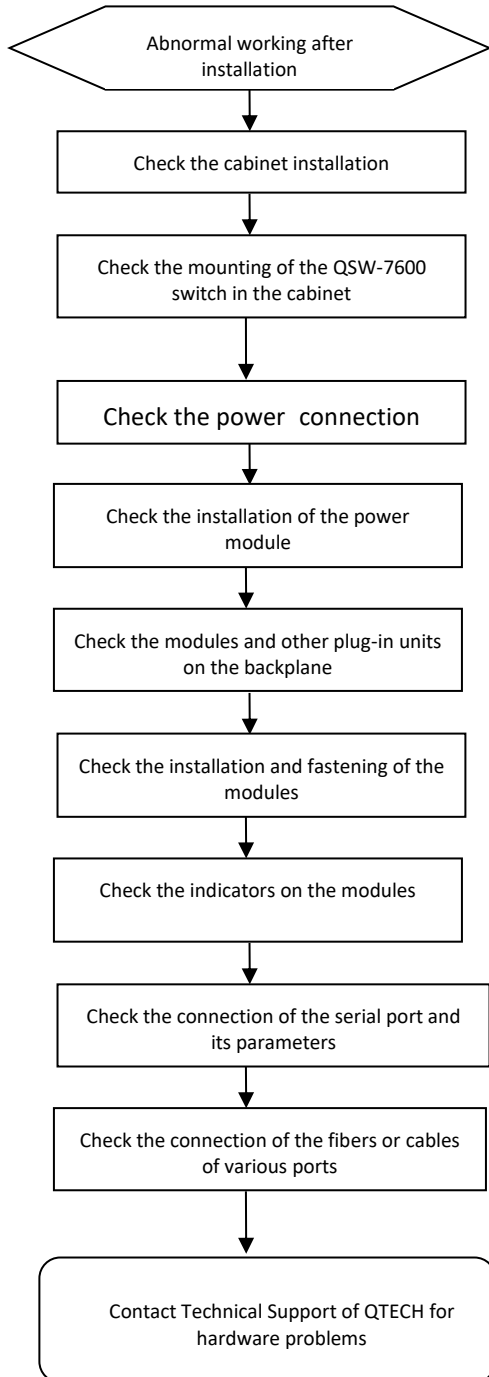 Abnormal working after
installation
Check the cabinet installation
Check the mounting of the QSW-7600
switch in the cabinet
Check the power connection
Check the installation of the power
module
Check the modules and other plug-in units
on the backplane
Check the installation and fastening of the
modules
Check the indicators on the modules
Check the connection of the serial port and
its parameters
Check the connection of the fibers or cables
of various ports
Contact Technical Support of QTECH for
hardware problems